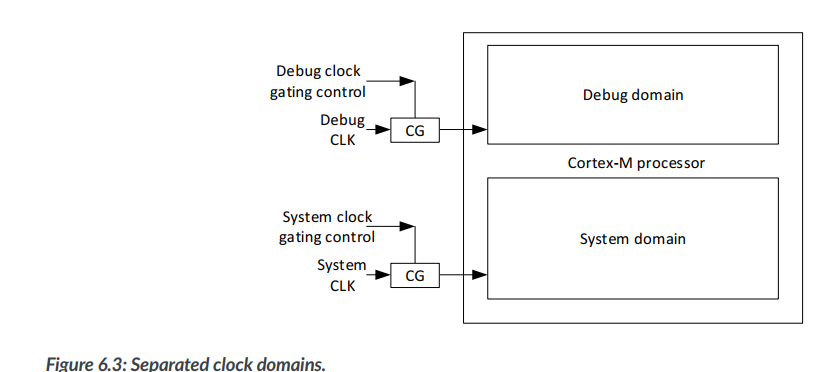 Debug clock
gating control
Debug
CLK
CG
Debug domain
Cortex-M processor
System clock
gating control
System
CLK
CG
System domain
Figure 6.3: Separated clock domains.